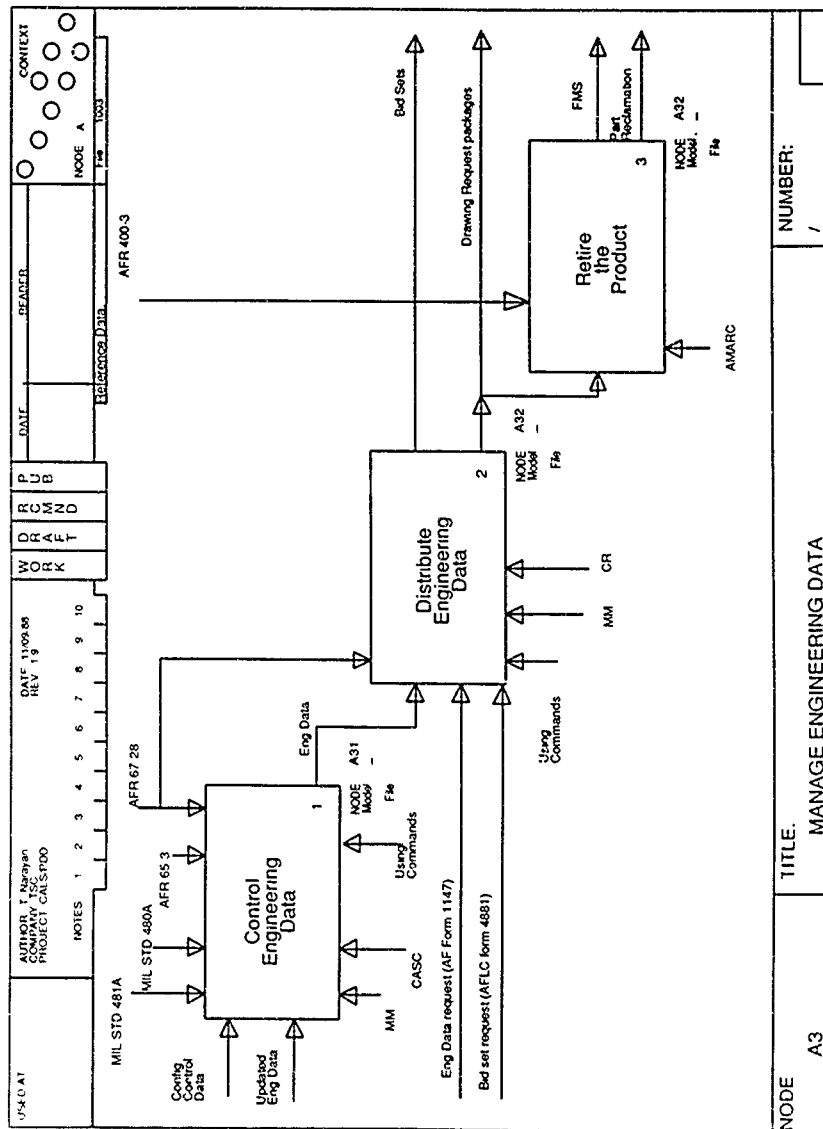 USED AT
AUTHOR T Narayan
COMPANY TSC
PROJECT CALS PDO
DATE 11/09/88
REV 1 9
NOTES 1 2 3 4 5 6 7 8 9 10
WORK
DRAFT
RCMND
PUB
DATE
READER
CONTEXT
NODE A
File 1003
Reference Data
MIL STD 481A
MIL STD 480A
AFR 65 3
AFR 67 28
AFR 400-3
Config
Control
Data
Updated
Eng Data
Control
Engineering
Data
1
NODE A31
Model –
File
MM
CASC
Using
Commands
Eng Data
Eng Data request (AF Form 1147)
Bid set request (AFLC form 4881)
Distribute
Engineering
Data
2
NODE A32
Model –
File
Using
Commands
MM
CR
Bid Sets
Drawing Request packages
Retire
the
Product
3
NODE A32
Model. –
File
AMARC
FMS
Part
Reclamation
NODE
A3
TITLE.
MANAGE ENGINEERING DATA
NUMBER:
/